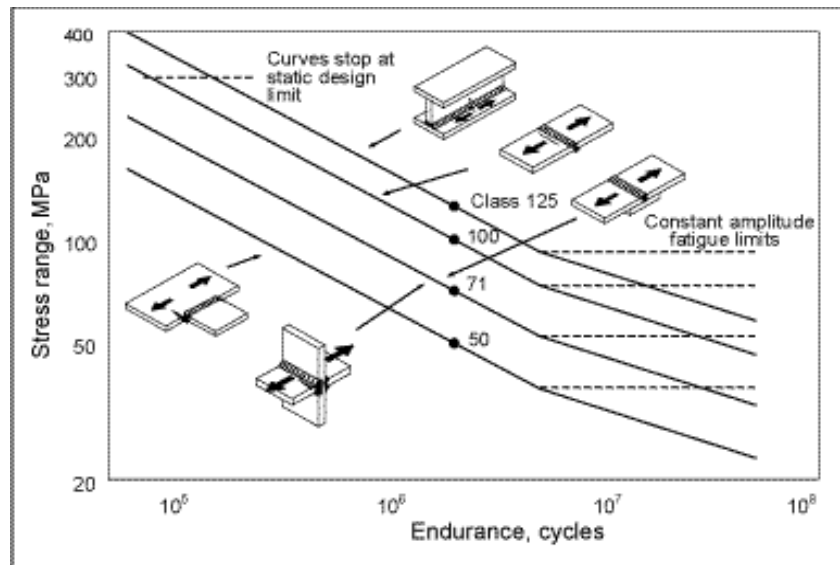 400
300
200
100
50
20
Stress range, MPa
Curves stop at
static design
limit
Class 125
100
71
50
Constant amplitude
fatigue limits
10⁵
10⁶
10⁷
10⁸
Endurance, cycles